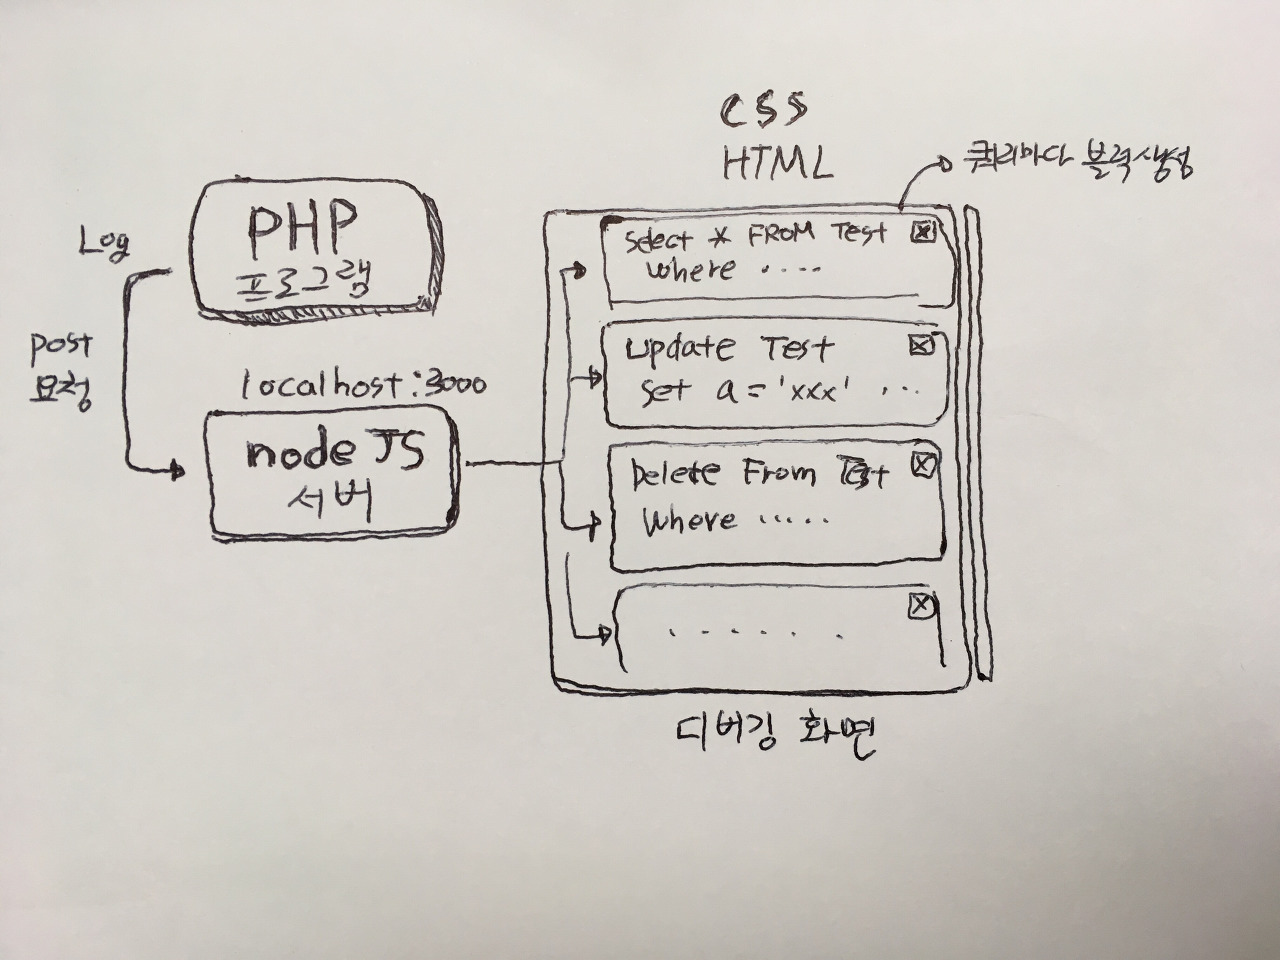 CSS
HTML
쿼리마다 블럭생성
PHP
프로그램
Log
post
요청
localhost:3000
node JS
서버
Select * FROM Test
where ....
update Test
set a = 'xxx' ...
Delete From Test
where .....
......
디버깅 화면